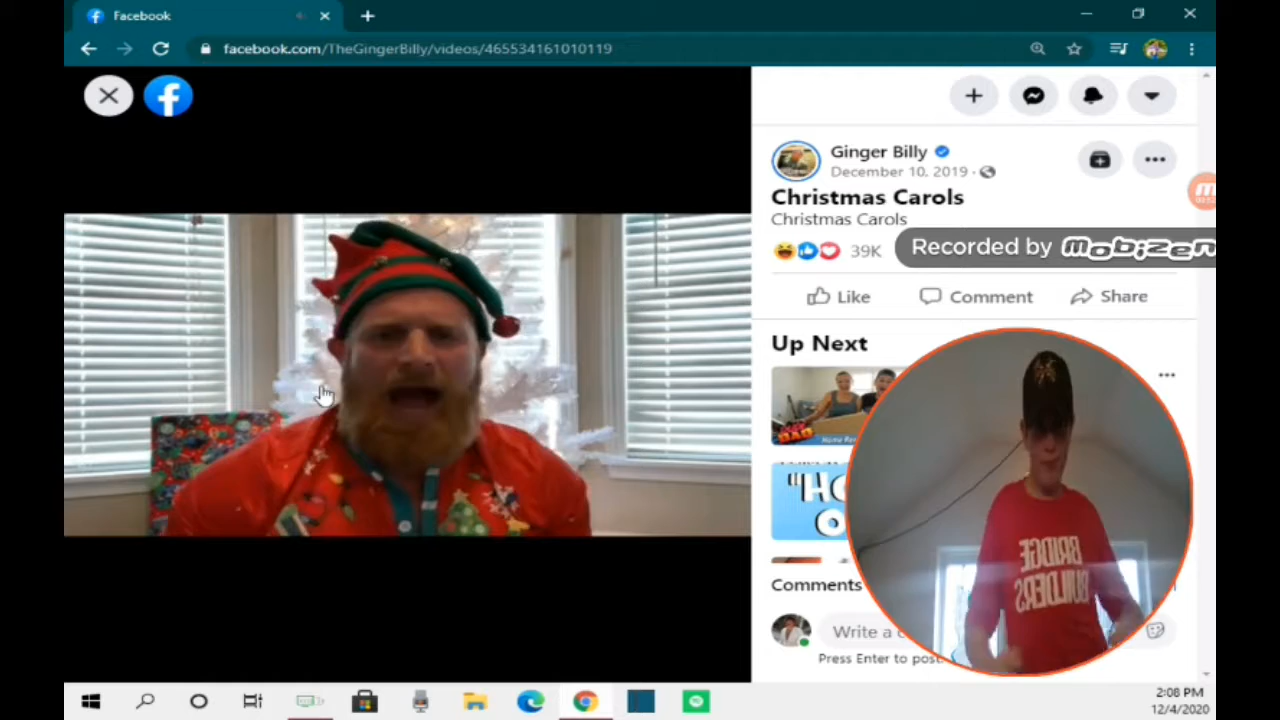 Facebook
facebook.com/TheGingerBilly/videos/465534161010119
Ginger Billy
December 10, 2019
Christmas Carols
Christmas Carols
39K
Recorded by mobizen
Like
Comment
Share
Up Next
"HO
O
BRIDGE
BUILDERS
Comments
Write a c
Press Enter to post
2:08 PM
12/4/2020